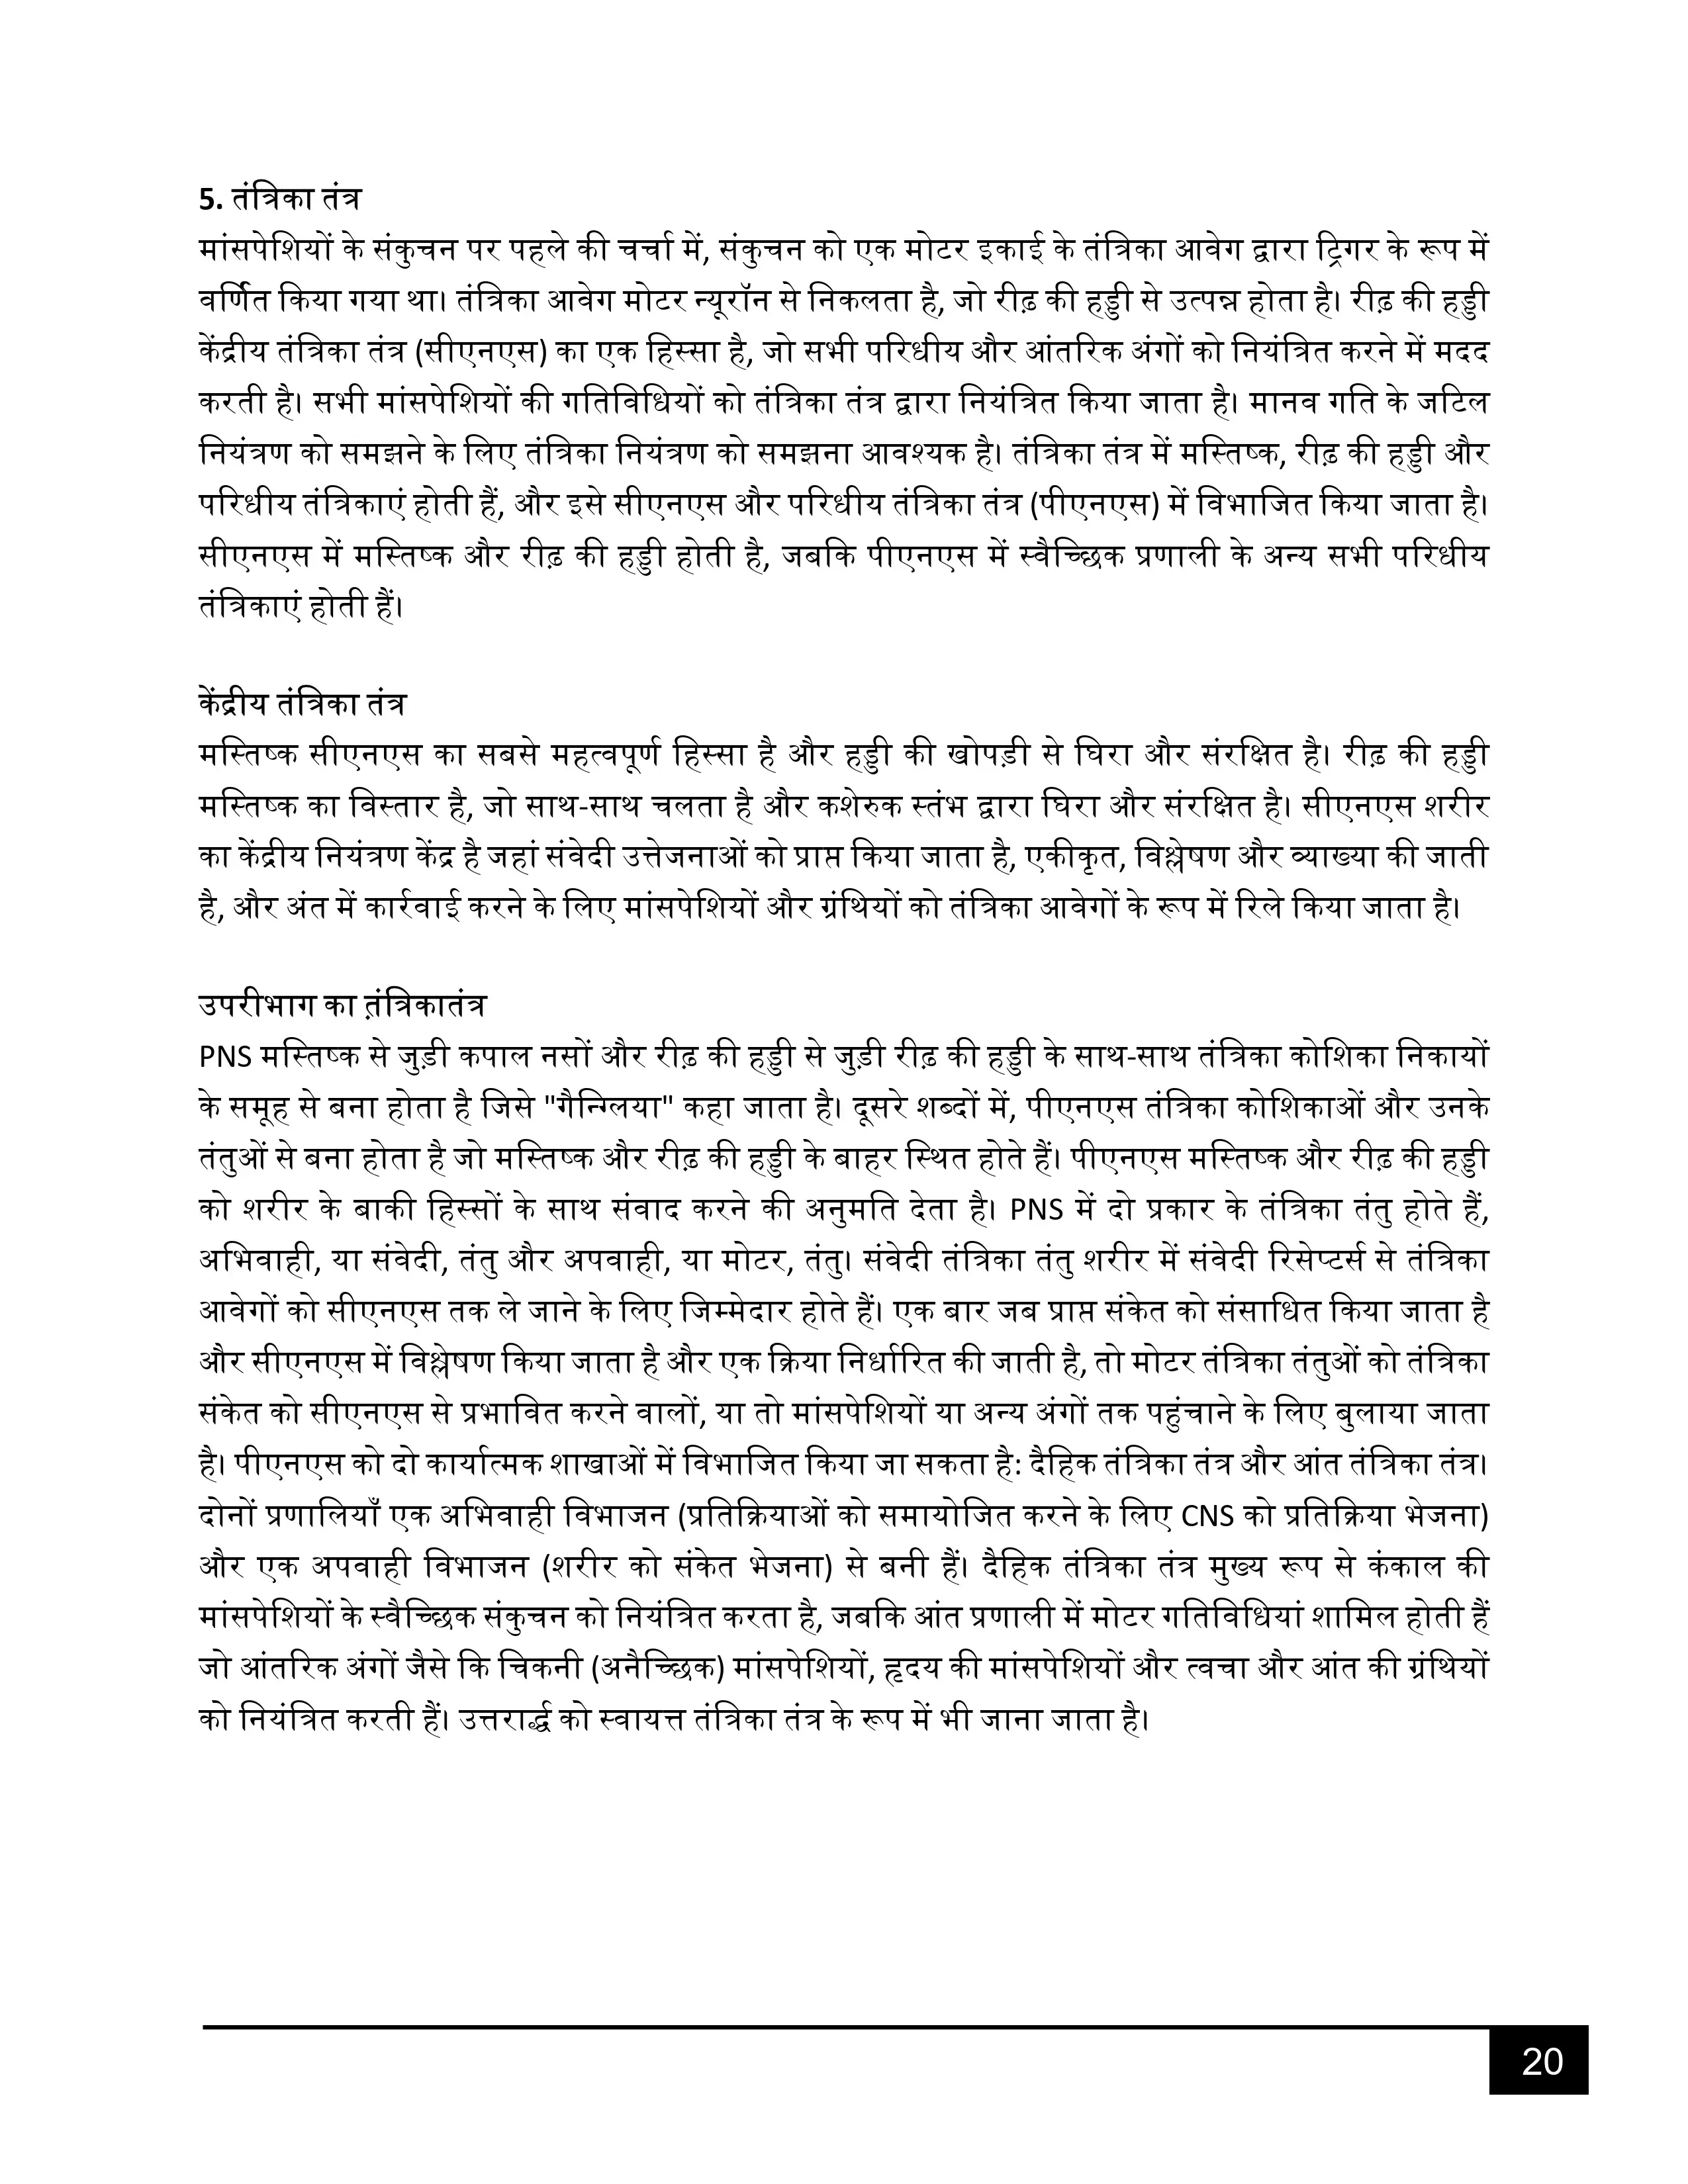 5. तंत्रिका तंत्र
मांसपेशियों के संकुचन पर पहले की चर्चा में, संकुचन को एक मोटर इकाई के तंत्रिका आवेग द्वारा ट्रिगर के रूप में
वर्णित किया गया था। तंत्रिका आवेग मोटर न्यूरॉन से निकलता है, जो रीढ़ की हड्डी से उत्पन्न होता है। रीढ़ की हड्डी
केंद्रीय तंत्रिका तंत्र (सीएनएस) का एक हिस्सा है, जो सभी परिधीय और आंतरिक अंगों को नियंत्रित करने में मदद
करती है। सभी मांसपेशियों की गतिविधियों को तंत्रिका तंत्र द्वारा नियंत्रित किया जाता है। मानव गति के जटिल
नियंत्रण को समझने के लिए तंत्रिका नियंत्रण को समझना आवश्यक है। तंत्रिका तंत्र में मस्तिष्क, रीढ़ की हड्डी और
परिधीय तंत्रिकाएं होती हैं, और इसे सीएनएस और परिधीय तंत्रिका तंत्र (पीएनएस) में विभाजित किया जाता है।
सीएनएस में मस्तिष्क और रीढ़ की हड्डी होती है, जबकि पीएनएस में स्वैच्छिक प्रणाली के अन्य सभी परिधीय
तंत्रिकाएं होती हैं।
केंद्रीय तंत्रिका तंत्र
मस्तिष्क सीएनएस का सबसे महत्वपूर्ण हिस्सा है और हड्डी की खोपड़ी से घिरा और संरक्षित है। रीढ़ की हड्डी
मस्तिष्क का विस्तार है, जो साथ-साथ चलता है और कशेरुक स्तंभ द्वारा घिरा और संरक्षित है। सीएनएस शरीर
का केंद्रीय नियंत्रण केंद्र है जहां संवेदी उत्तेजनाओं को प्राप्त किया जाता है, एकीकृत, विश्लेषण और व्याख्या की जाती
है, और अंत में कार्रवाई करने के लिए मांसपेशियों और ग्रंथियों को तंत्रिका आवेगों के रूप में रिले किया जाता है।
उपरीभाग का त़ंत्रिकातंत्र
PNS मस्तिष्क से जुड़ी कपाल नसों और रीढ़ की हड्डी से जुड़ी रीढ़ की हड्डी के साथ-साथ तंत्रिका कोशिका निकायों
के समूह से बना होता है जिसे "गैन्ग्लिया" कहा जाता है। दूसरे शब्दों में, पीएनएस तंत्रिका कोशिकाओं और उनके
तंतुओं से बना होता है जो मस्तिष्क और रीढ़ की हड्डी के बाहर स्थित होते हैं। पीएनएस मस्तिष्क और रीढ़ की हड्डी
को शरीर के बाकी हिस्सों के साथ संवाद करने की अनुमति देता है। PNS में दो प्रकार के तंत्रिका तंतु होते हैं,
अभिवाही, या संवेदी, तंतु और अपवाही, या मोटर, तंतु। संवेदी तंत्रिका तंतु शरीर में संवेदी रिसेप्टर्स से तंत्रिका
आवेगों को सीएनएस तक ले जाने के लिए जिम्मेदार होते हैं। एक बार जब प्राप्त संकेत को संसाधित किया जाता है
और सीएनएस में विश्लेषण किया जाता है और एक क्रिया निर्धारित की जाती है, तो मोटर तंत्रिका तंतुओं को तंत्रिका
संकेत को सीएनएस से प्रभावित करने वालों, या तो मांसपेशियों या अन्य अंगों तक पहुंचाने के लिए बुलाया जाता
है। पीएनएस को दो कार्यात्मक शाखाओं में विभाजित किया जा सकता है: दैहिक तंत्रिका तंत्र और आंत तंत्रिका तंत्र।
दोनों प्रणालियाँ एक अभिवाही विभाजन (प्रतिक्रियाओं को समायोजित करने के लिए CNS को प्रतिक्रिया भेजना)
और एक अपवाही विभाजन (शरीर को संकेत भेजना) से बनी हैं। दैहिक तंत्रिका तंत्र मुख्य रूप से कंकाल की
मांसपेशियों के स्वैच्छिक संकुचन को नियंत्रित करता है, जबकि आंत प्रणाली में मोटर गतिविधियां शामिल होती हैं
जो आंतरिक अंगों जैसे कि चिकनी (अनैच्छिक) मांसपेशियों, हृदय की मांसपेशियों और त्वचा और आंत की ग्रंथियों
को नियंत्रित करती हैं। उत्तरार्द्ध को स्वायत्त तंत्रिका तंत्र के रूप में भी जाना जाता है।
20